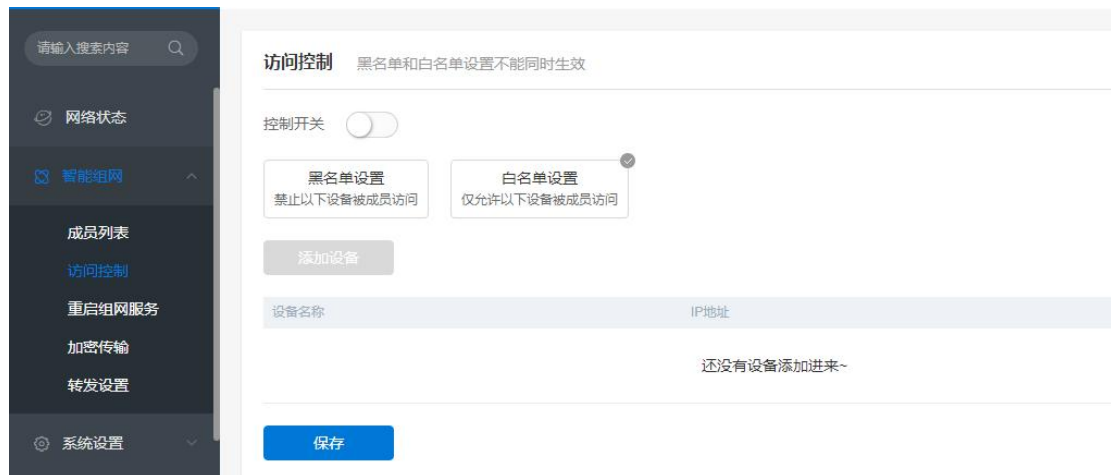 请输入搜索内容
网络状态
智能组网
成员列表
访问控制
重启组网服务
加密传输
转发设置
系统设置
访问控制 黑名单和白名单设置不能同时生效
控制开关
黑名单设置
禁止以下设备被成员访问
白名单设置
仅允许以下设备被成员访问
添加设备
设备名称 IP地址
还没有设备添加进来~
保存